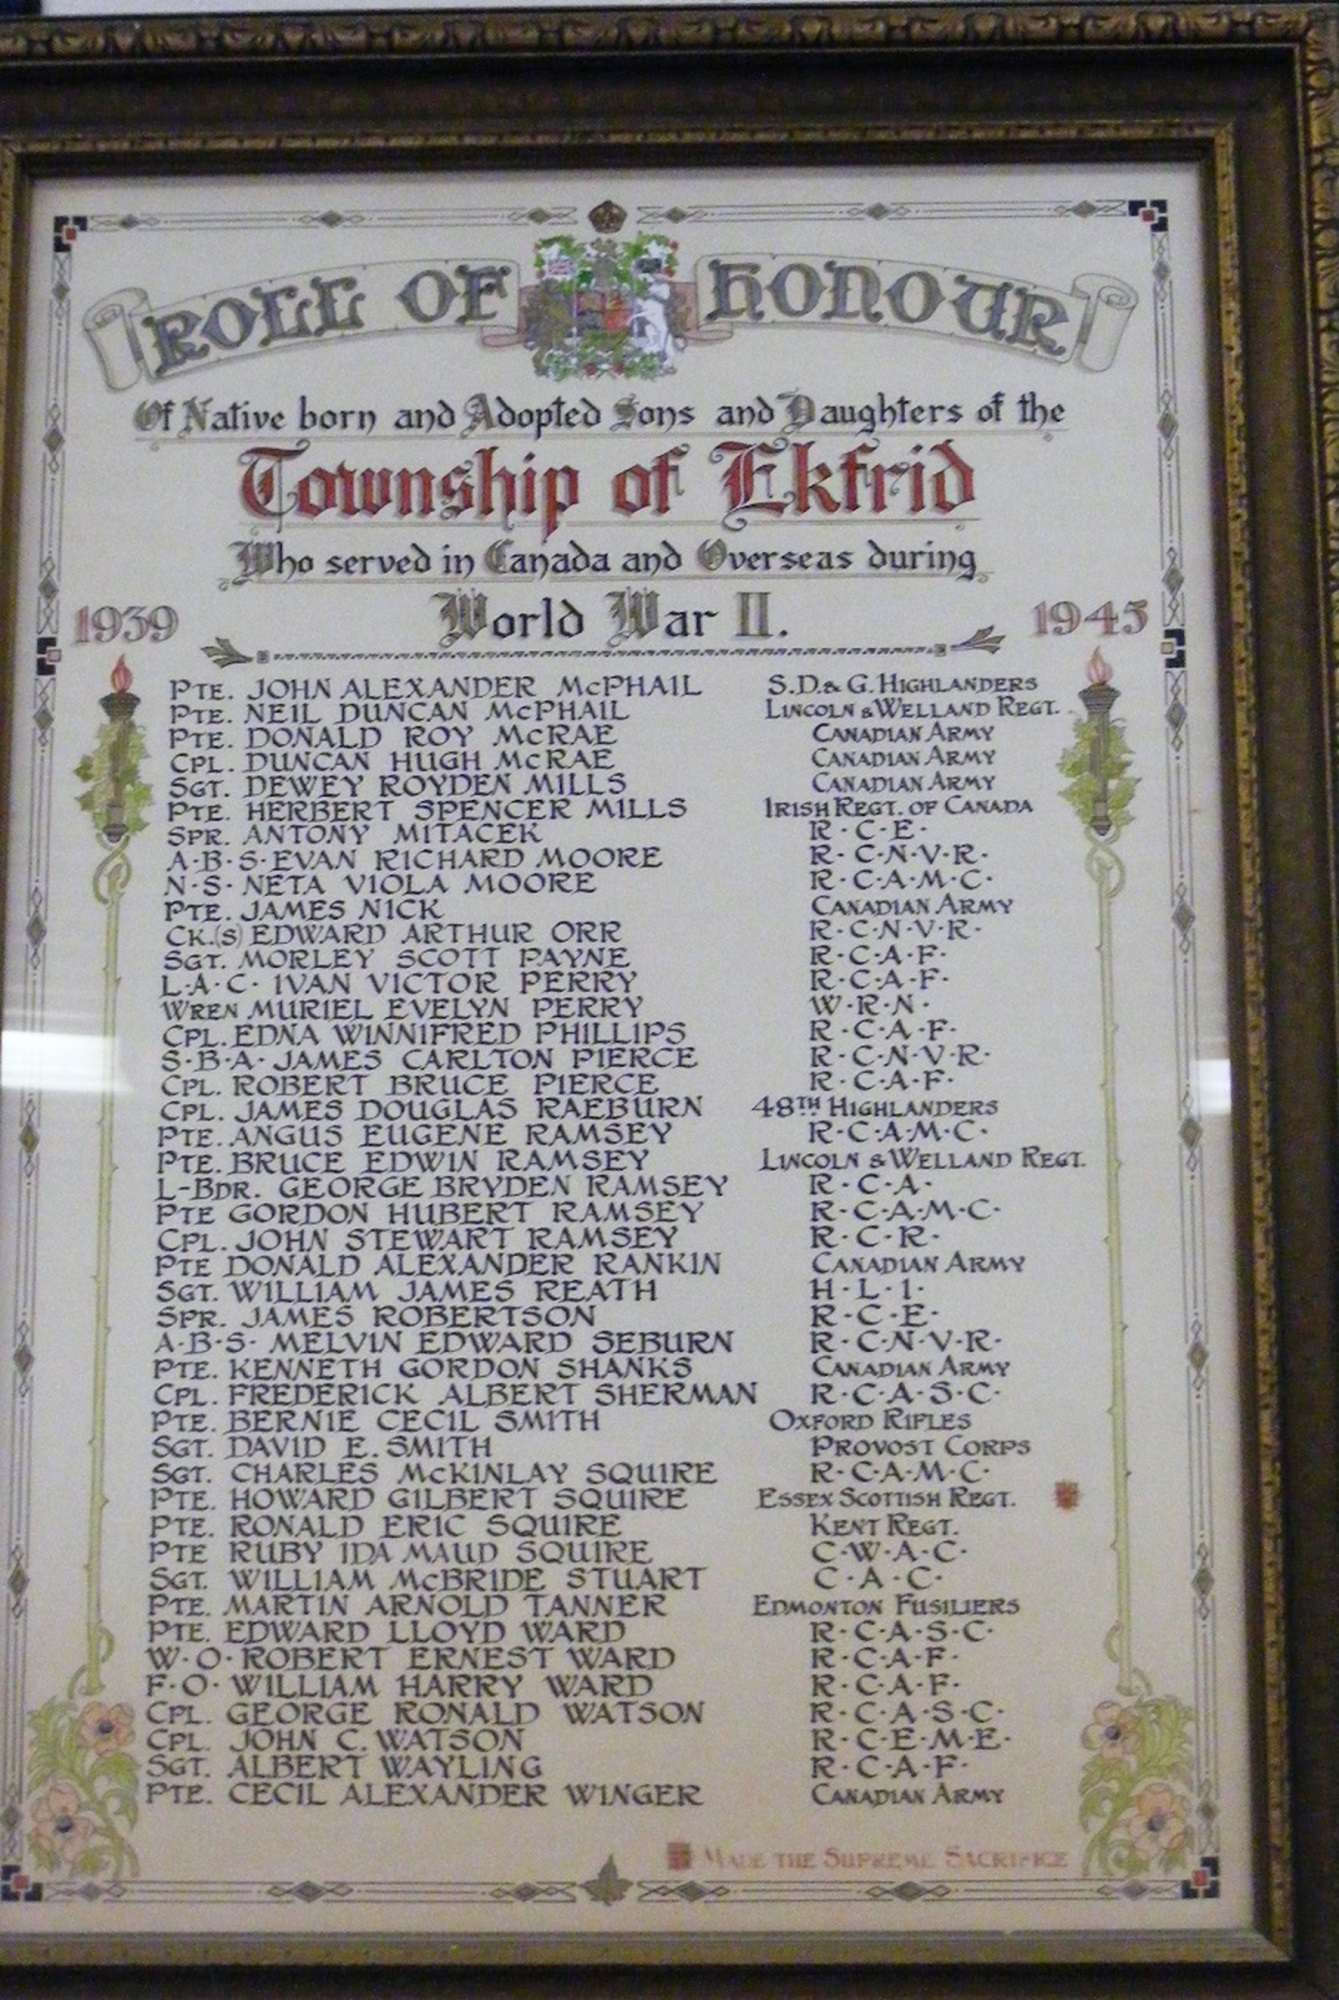 ROLL OF HONOUR
Of Native born and Adopted Sons and Daughters of the
Township of Ekfrid
Who served in Canada and Overseas during
1939 World War II. 1945
PTE. JOHN ALEXANDER McPHAIL S.D.& G. HIGHLANDERS
PTE. NEIL DUNCAN McPHAIL LINCOLN & WELLAND REGT.
PTE. DONALD ROY McRAE CANADIAN ARMY
CPL. DUNCAN HUGH McRAE CANADIAN ARMY
SGT. DEWEY ROYDEN MILLS CANADIAN ARMY
PTE. HERBERT SPENCER MILLS IRISH REGT. OF CANADA
SPR. ANTONY MITACEK R·C·E·
A·B·S·EVAN RICHARD MOORE R·C·N·V·R·
N·S·NETA VIOLA MOORE R·C·A·M·C·
PTE. JAMES NICK CANADIAN ARMY
CK.(S) EDWARD ARTHUR ORR R·C·N·V·R·
SGT. MORLEY SCOTT PAYNE R·C·A·F·
L·A·C· IVAN VICTOR PERRY R·C·A·F·
WREN MURIEL EVELYN PERRY W·R·N·
CPL. EDNA WINNIFRED PHILLIPS R·C·A·F·
S·B·A·JAMES CARLTON PIERCE R·C·N·V·R·
CPL. ROBERT BRUCE PIERCE R·C·A·F·
CPL. JAMES DOUGLAS RAEBURN 48TH HIGHLANDERS
PTE. ANGUS EUGENE RAMSEY R·C·A·M·C·
PTE. BRUCE EDWIN RAMSEY LINCOLN & WELLAND REGT.
L-BDR. GEORGE BRYDEN RAMSEY R·C·A·
PTE GORDON HUBERT RAMSEY R·C·A·M·C·
CPL. JOHN STEWART RAMSEY R·C·R·
PTE DONALD ALEXANDER RANKIN CANADIAN ARMY
SGT. WILLIAM JAMES REATH H·L·I·
SPR. JAMES ROBERTSON R·C·E·
A·B·S· MELVIN EDWARD SEBURN R·C·N·V·R·
PTE. KENNETH GORDON SHANKS CANADIAN ARMY
CPL. FREDERICK ALBERT SHERMAN R·C·A·S·C·
PTE. BERNIE CECIL SMITH OXFORD RIFLES
SGT. DAVID E. SMITH PROVOST CORPS
SGT. CHARLES McKINLAY SQUIRE R·C·A·M·C·
PTE. HOWARD GILBERT SQUIRE ESSEX SCOTTISH REGT.
PTE. RONALD ERIC SQUIRE KENT REGT.
PTE RUBY IDA MAUD SQUIRE C·W·A·C·
SGT. WILLIAM McBRIDE STUART C·A·C·
PTE. MARTIN ARNOLD TANNER EDMONTON FUSILIERS
PTE. EDWARD LLOYD WARD R·C·A·S·C·
W·O·ROBERT ERNEST WARD R·C·A·F·
F·O· WILLIAM HARRY WARD R·C·A·F·
CPL. GEORGE RONALD WATSON R·C·A·S·C·
CPL. JOHN C. WATSON R·C·E·M·E·
SGT. ALBERT WAYLING R·C·A·F·
PTE. CECIL ALEXANDER WINGER CANADIAN ARMY
MADE THE SUPREME SACRIFICE